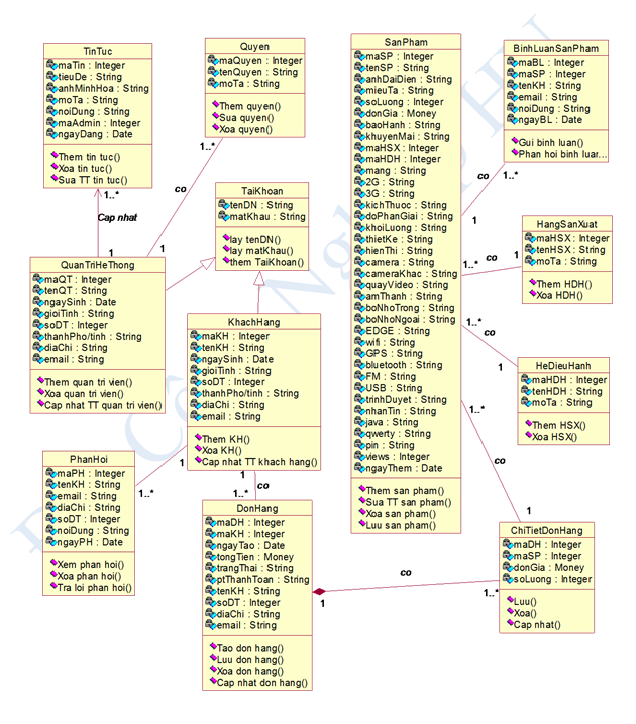 TinTuc
maTin : Integer
tieuDe : String
anhMinhHoa : String
moTa : String
noiDung : String
maAdmin : Integer
ngayDang : Date
Them tin tuc()
Xoa tin tuc()
Sua TT tin tuc()
1..*
Cap nhat
1
Quyen
maQuyen : Integer
tenQuyen : String
moTa : String
Them quyen()
Sua quyen()
Xoa quyen()
1..*
co
1
TaiKhoan
tenDN : String
matKhau : String
lay tenDN()
lay matKhau()
them TaiKhoan()
QuanTriHeThong
maQT : Integer
tenQT : String
ngaySinh : Date
gioiTinh : String
soDT : Integer
thanhPho/tinh : String
diaChi : String
email : String
Them quan tri vien()
Xoa quan tri vien()
Cap nhat TT quan tri vien()
KhachHang
maKH : Integer
tenKH : String
ngaySinh : Date
gioiTinh : String
soDT : Integer
thanhPho/tinh : String
diaChi : String
email : String
Them KH()
Xoa KH()
Cap nhat TT khach hang()
PhanHoi
maPH : Integer
tenKH : String
email : String
diaChi : String
soDT : Integer
noiDung : String
ngayPH : Date
Xem phan hoi()
Xoa phan hoi()
Tra loi phan hoi()
1
1..*
1
co
1..*
DonHang
maDH : Integer
maKH : Integer
ngayTao : Date
tongTien : Money
trangThai : String
ptThanhToan : String
tenKH : String
soDT : Integer
diaChi : String
email : String
Tao don hang()
Luu don hang()
Xoa don hang()
Cap nhat don hang()
1
co
1..*
SanPham
maSP : Integer
tenSP : String
anhDaiDien : String
mieuTa : String
soLuong : Integer
donGia : Money
baoHanh : String
khuyenMai : String
maHSX : Integer
maHDH : Integer
mang : String
2G : String
3G : String
kichThuoc : String
doPhanGiai : String
khoiLuong : String
thietKe : String
hienThi : String
camera : String
cameraKhac : String
quayVideo : String
amThanh : String
boNhoTrong : String
boNhoNgoai : String
EDGE : String
wifi : String
GPS : String
bluetooth : String
FM : String
USB : String
trinhDuyet : String
nhanTin : String
java : String
qwerty : String
pin : String
views : Integer
ngayThem : Date
Them san pham()
Sua TT san pham()
Xoa san pham()
Luu san pham()
BinhLuanSanPham
maBL : Integer
maSP : Integer
tenKH : String
email : String
noiDung : String
ngayBL : Date
Gui binh luan()
Phan hoi binh luan...
1..*
co
1
HangSanXuat
maHSX : Integer
tenHSX : String
moTa : String
Them HDH()
Xoa HDH()
1..*
co
1
HeDieuHanh
maHDH : Integer
tenHDH : String
moTa : String
Them HSX()
Xoa HSX()
1..*
co
1
1..*
co
1
ChiTietDonHang
maDH : Integer
maSP : Integer
donGia : Money
soLuong : Integer
Luu()
Xoa()
Cap nhat()